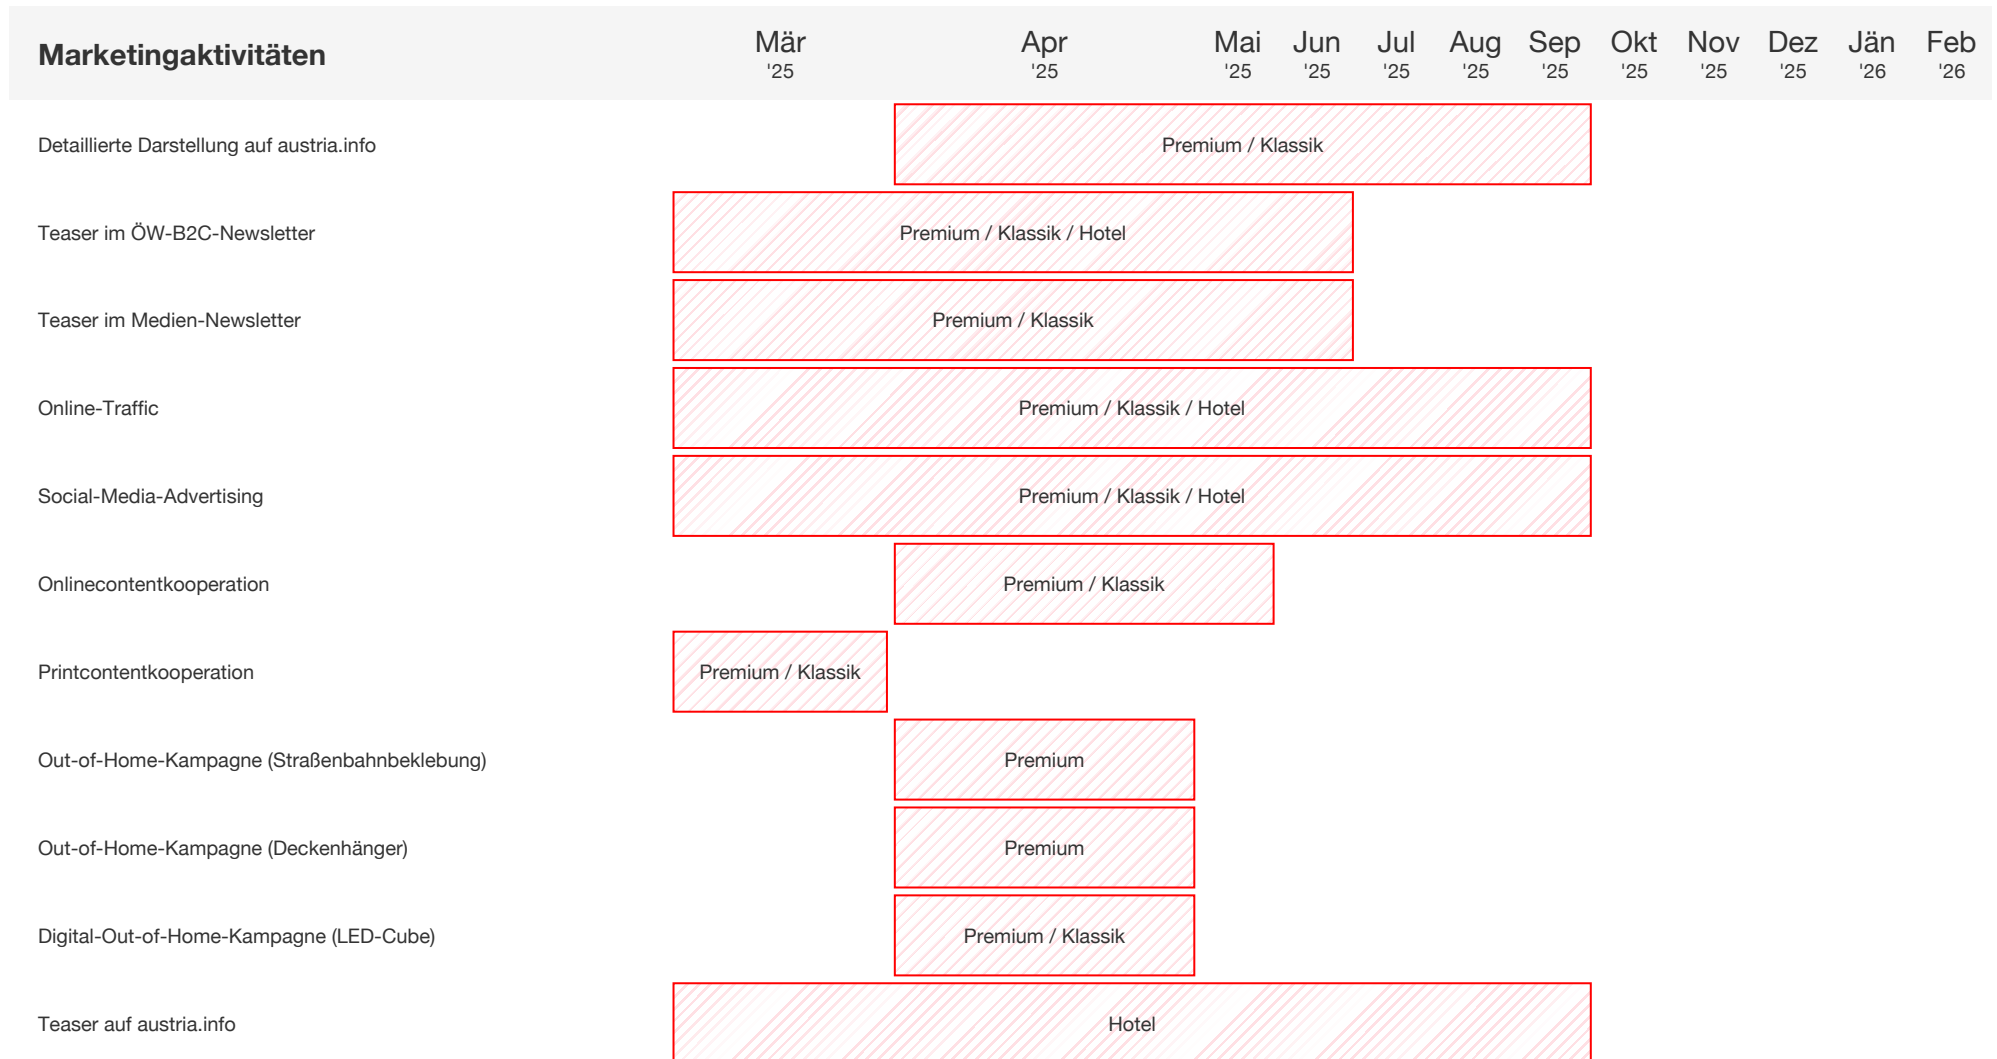 Marketingaktivitäten Mär Apr Mai Jun Jul Aug Sep Okt Nov Dez Jän Feb
'25 '25 '25 '25 '25 '25 '25 '25 '25 '25 '26 '26
Detaillierte Darstellung auf austria.info Premium / Klassik
Teaser im ÖW-B2C-Newsletter Premium / Klassik / Hotel
Teaser im Medien-Newsletter Premium / Klassik
Online-Traffic Premium / Klassik / Hotel
Social-Media-Advertising Premium / Klassik / Hotel
Onlinecontentkooperation Premium / Klassik
Printcontentkooperation Premium / Klassik
Out-of-Home-Kampagne (Straßenbahnbeklebung) Premium
Out-of-Home-Kampagne (Deckenhänger) Premium
Digital-Out-of-Home-Kampagne (LED-Cube) Premium / Klassik
Teaser auf austria.info Hotel